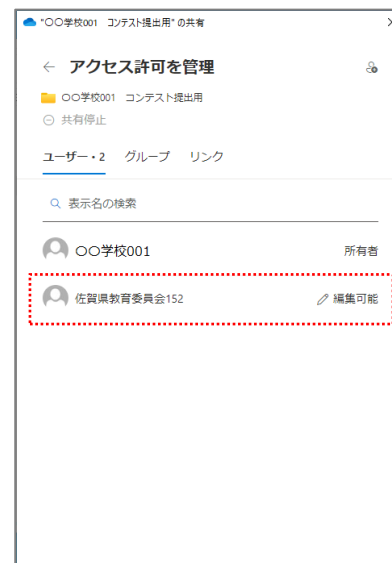 "〇〇学校001 コンテスト提出用" の共有
← アクセス許可を管理
〇〇学校001 コンテスト提出用
共有停止
ユーザー・2 グループ リンク
表示名の検索
〇〇学校001 所有者
佐賀県教育委員会152 編集可能